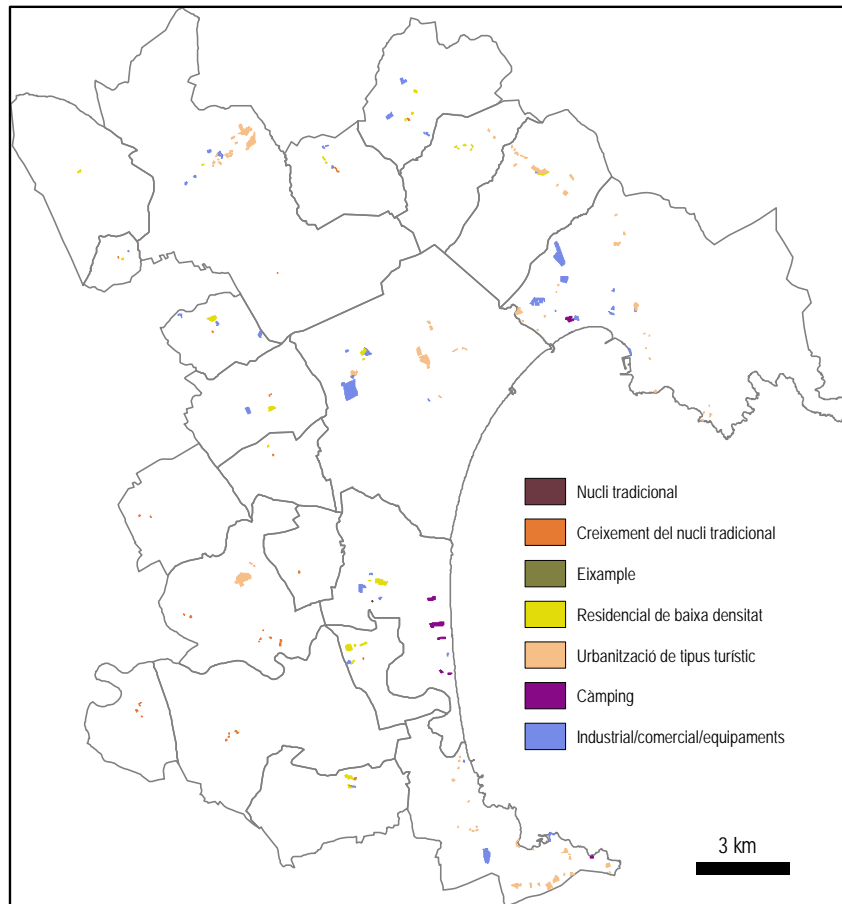 Nucli tradicional
Creixement del nucli tradicional
Eixample
Residencial de baixa densitat
Urbanització de tipus turístic
Càmping
Industrial/comercial/equipaments
3 km